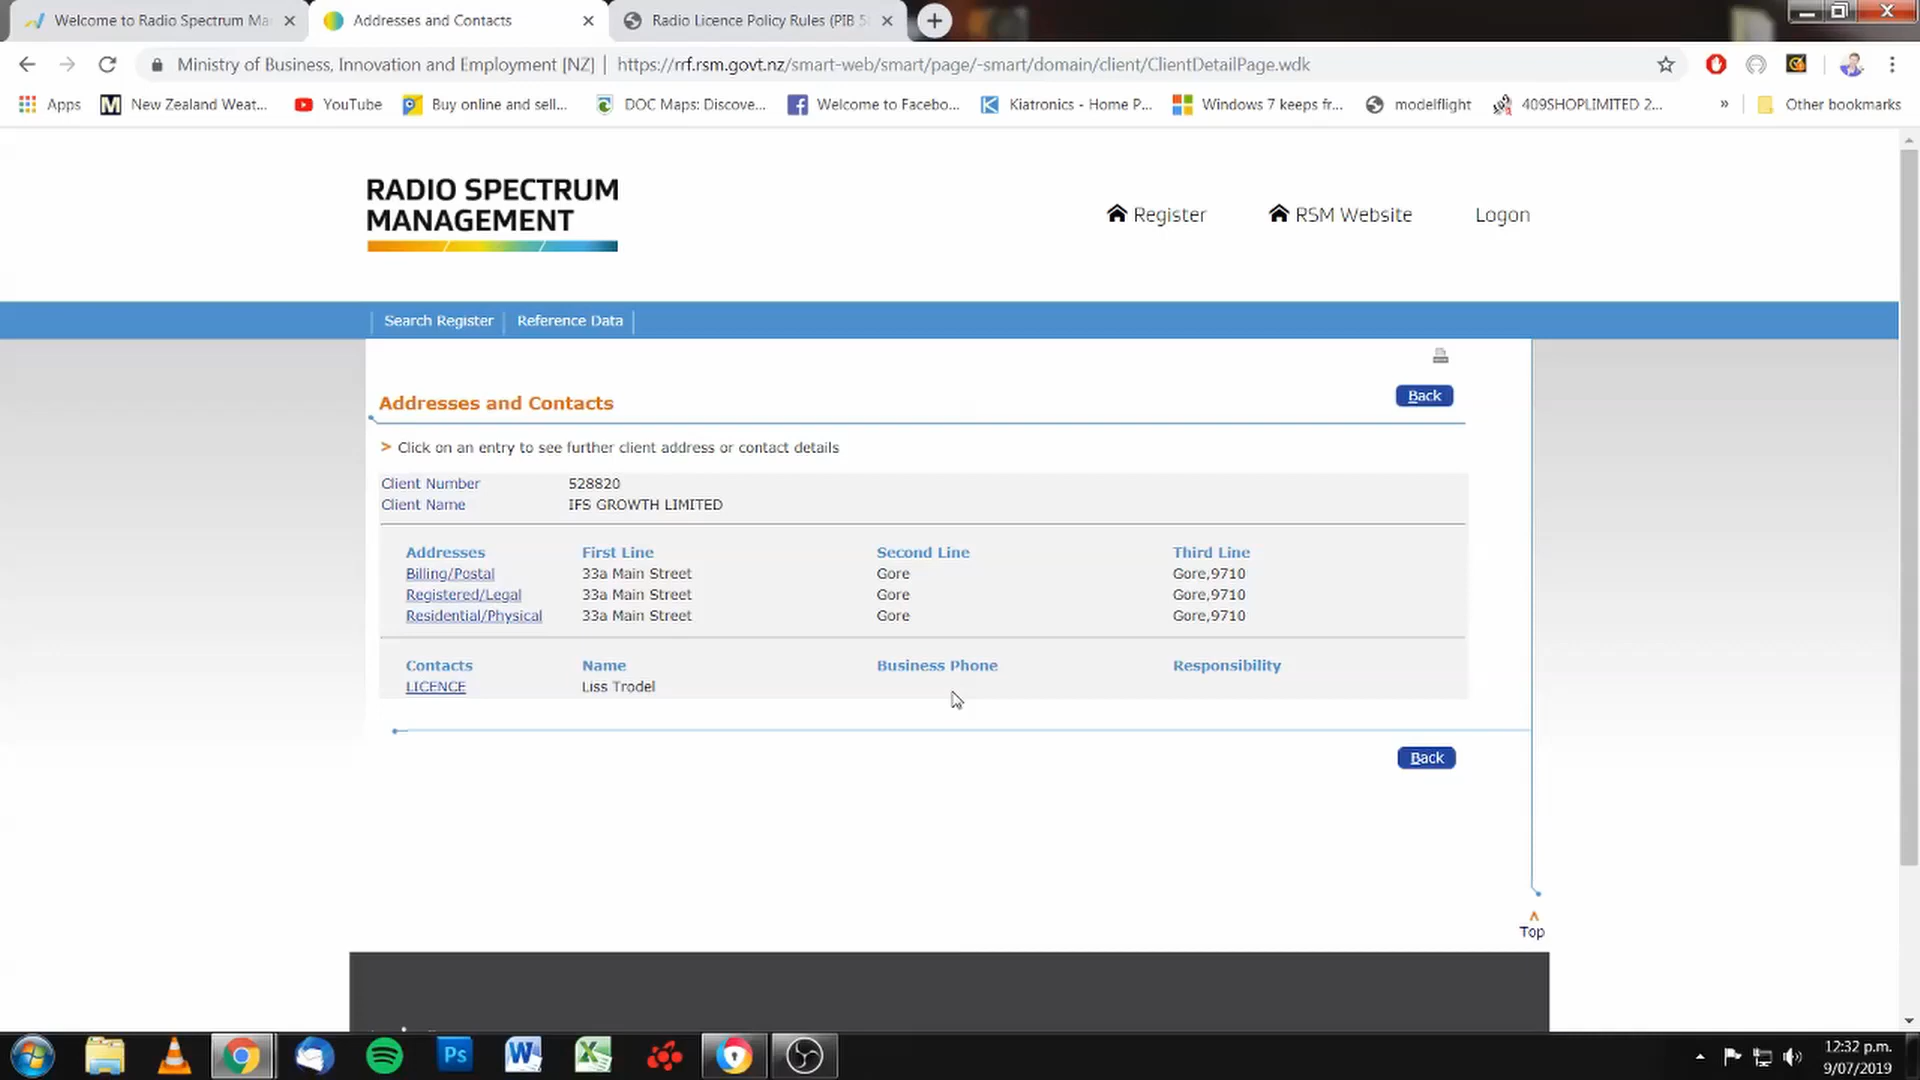 Welcome to Radio Spectrum Ma
Addresses and Contacts
Radio Licence Policy Rules (PIB 5
Ministry of Business, Innovation and Employment [NZ] | https://rrf.rsm.govt.nz/smart-web/smart/page/-smart/domain/client/ClientDetailPage.wdk
Apps
New Zealand Weat...
YouTube
Buy online and sell...
DOC Maps: Discove...
Welcome to Facebo...
Kiatronics - Home P...
Windows 7 keeps fr...
modelflight
409SHOPLIMITED 2...
»
Other bookmarks
RADIO SPECTRUM
MANAGEMENT
Register
RSM Website
Logon
Search Register
Reference Data
Addresses and Contacts
Back
> Click on an entry to see further client address or contact details
Client Number 528820
Client Name IFS GROWTH LIMITED
Addresses First Line Second Line Third Line
Billing/Postal 33a Main Street Gore Gore,9710
Registered/Legal 33a Main Street Gore Gore,9710
Residential/Physical 33a Main Street Gore Gore,9710
Contacts Name Business Phone Responsibility
LICENCE Liss Trodel
Back
Top
Ps
W
X
12:32 p.m.
9/07/2019